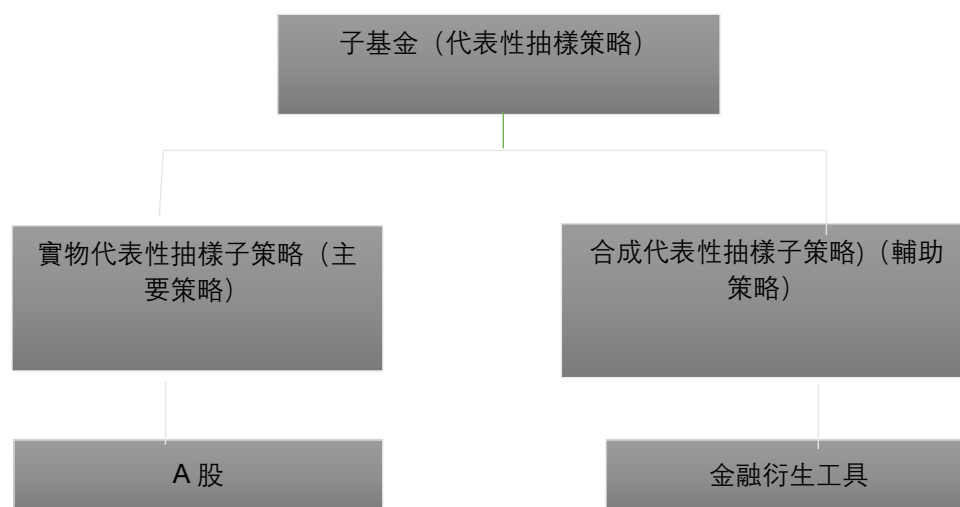 子基金（代表性抽樣策略）
實物代表性抽樣子策略（主
要策略）
合成代表性抽樣子策略)（輔助
策略）
A 股
金融衍生工具